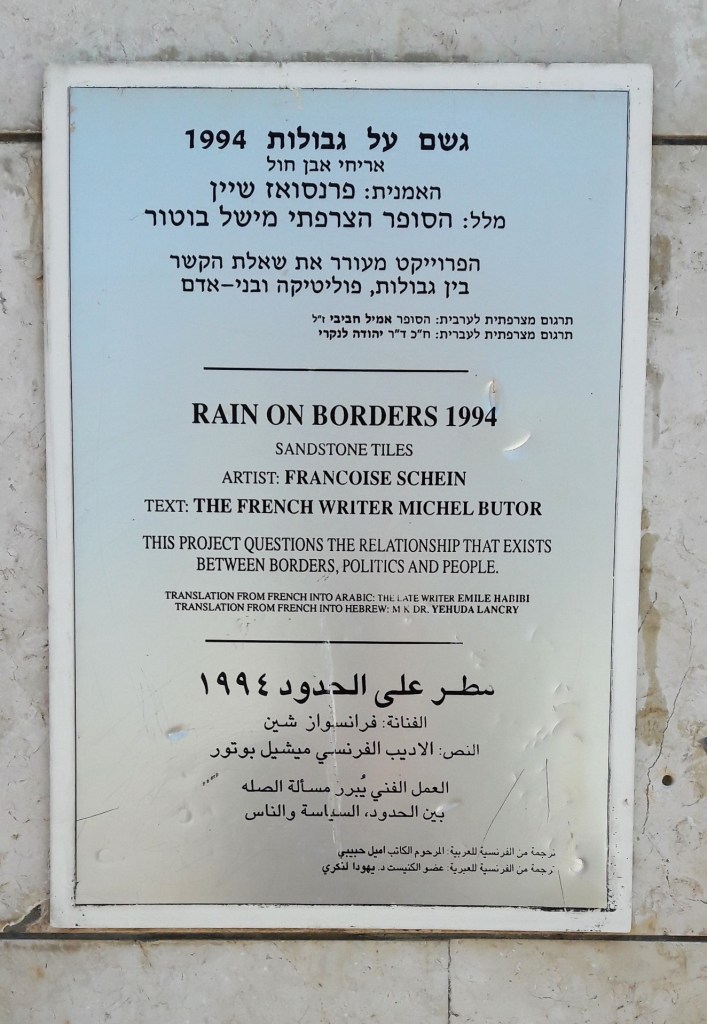 גשם על גבולות 1994
אריחי אבן חול
האמנית: פרנסואז שיין
מלל: הסופר הצרפתי מישל בוטור
הפרוייקט מעורר את שאלת הקשר
בין גבולות, פוליטיקה ובני-אדם
תרגום מצרפתית לערבית: הסופר אמיל חביבי ז"ל
תרגום מצרפתית לעברית: ח"כ ד"ר יהודה לנקרי
RAIN ON BORDERS 1994
SANDSTONE TILES
ARTIST: FRANCOISE SCHEIN
TEXT: THE FRENCH WRITER MICHEL BUTOR
THIS PROJECT QUESTIONS THE RELATIONSHIP THAT EXISTS
BETWEEN BORDERS, POLITICS AND PEOPLE.
TRANSLATION FROM FRENCH INTO ARABIC: THE LATE WRITER EMILE HABIBI
TRANSLATION FROM FRENCH INTO HEBREW: M K DR. YEHUDA LANCRY
مطر على الحدود ١٩٩٤
الفنانة: فرانسواز شين
النص: الاديب الفرنسي ميشيل بوتور
العمل الفني يُبرر مسألة الصله
بين الحدود، السياسة والناس
ترجمة من الفرنسية للعربية: المرحوم الكاتب اميل حبيبي
ترجمة من الفرنسية للعبرية: عضو الكنيست د. يهودا لنكري